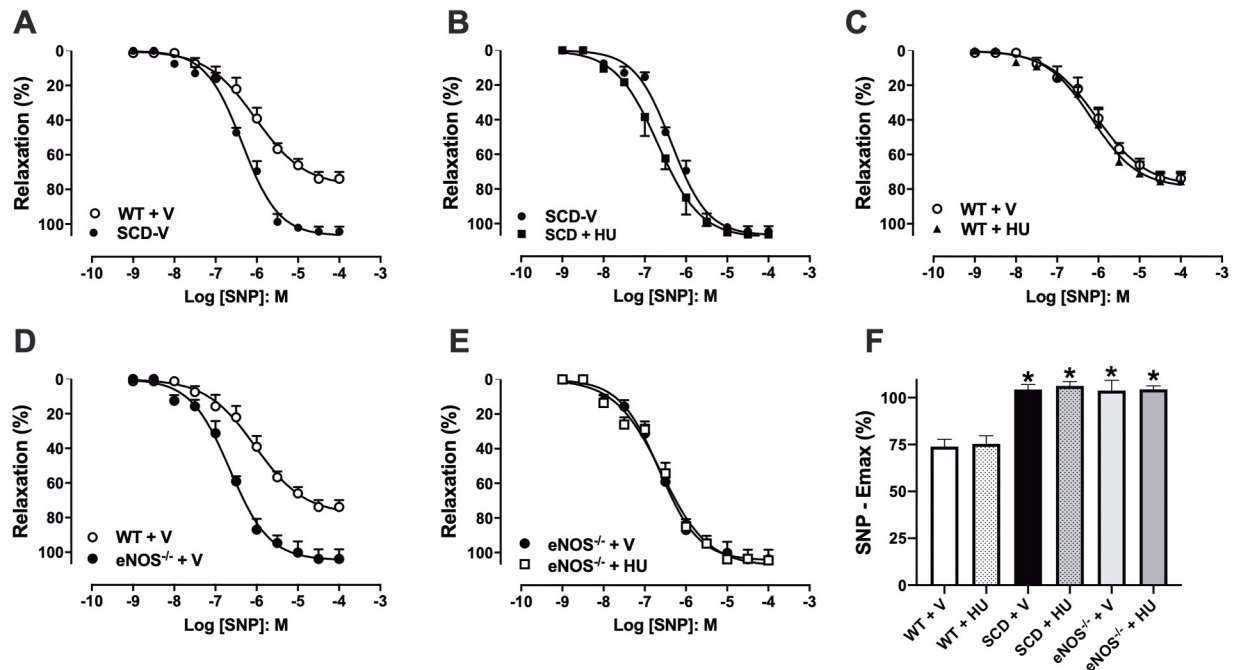 A
0
20
40
60
80
100
Relaxation (%)
WT + V
SCD-V
-10 -9 -8 -7 -6 -5 -4 -3
Log [SNP]: M
B
0
20
40
60
80
100
Relaxation (%)
SCD-V
SCD + HU
-10 -9 -8 -7 -6 -5 -4 -3
Log [SNP]: M
C
0
20
40
60
80
100
Relaxation (%)
WT + V
WT + HU
-10 -9 -8 -7 -6 -5 -4 -3
Log [SNP]: M
D
0
20
40
60
80
100
Relaxation (%)
WT + V
eNOS-/- + V
-10 -9 -8 -7 -6 -5 -4 -3
Log [SNP]: M
E
0
20
40
60
80
100
Relaxation (%)
eNOS-/- + V
eNOS-/- + HU
-10 -9 -8 -7 -6 -5 -4 -3
Log [SNP]: M
F
* * * *
100
75
50
25
0
SNP - Emax (%)
WT + V
WT + HU
SCD + V
SCD + HU
eNOS-/- + V
eNOS-/- + HU